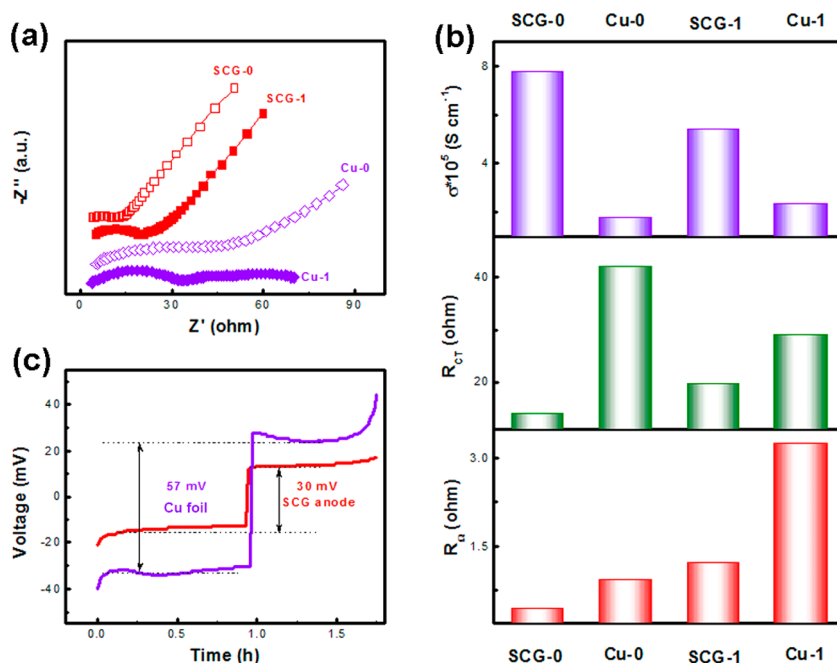 (a)
SCG-0
SCG-1
Cu-0
Cu-1
-Z'' (a.u.)
0 30 60 90
Z' (ohm)
(b)
SCG-0 Cu-0 SCG-1 Cu-1
8
4
σ*10⁵ (S cm⁻¹)
40
20
R_CT (ohm)
3.0
1.5
R_Ω (ohm)
SCG-0 Cu-0 SCG-1 Cu-1
(c)
40
20
0
-20
-40
Voltage (mV)
57 mV
Cu foil
30 mV
SCG anode
0.0 0.5 1.0 1.5
Time (h)